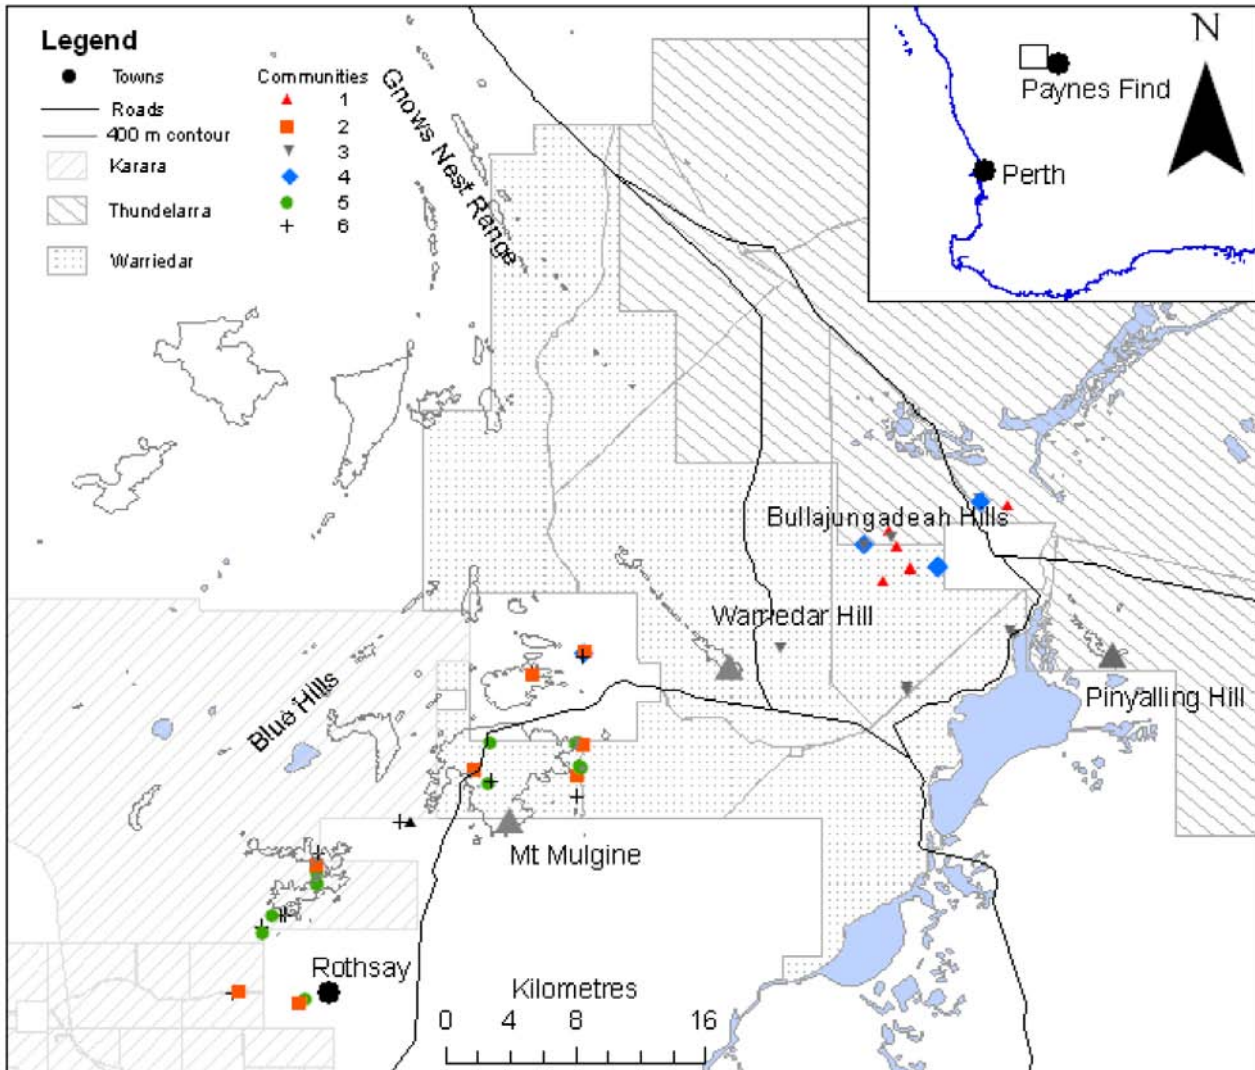 Legend
Towns
Roads
400 m contour
Karara
Thundelarra
Warriedar
Communities
1
2
3
4
5
6
Gnows Nest Range
N
Paynes Find
Perth
Bullajungadeah Hills
Warriedar Hill
Pinyalling Hill
Blue Hills
Mt Mulgine
Rothsay
Kilometres
0 4 8 16